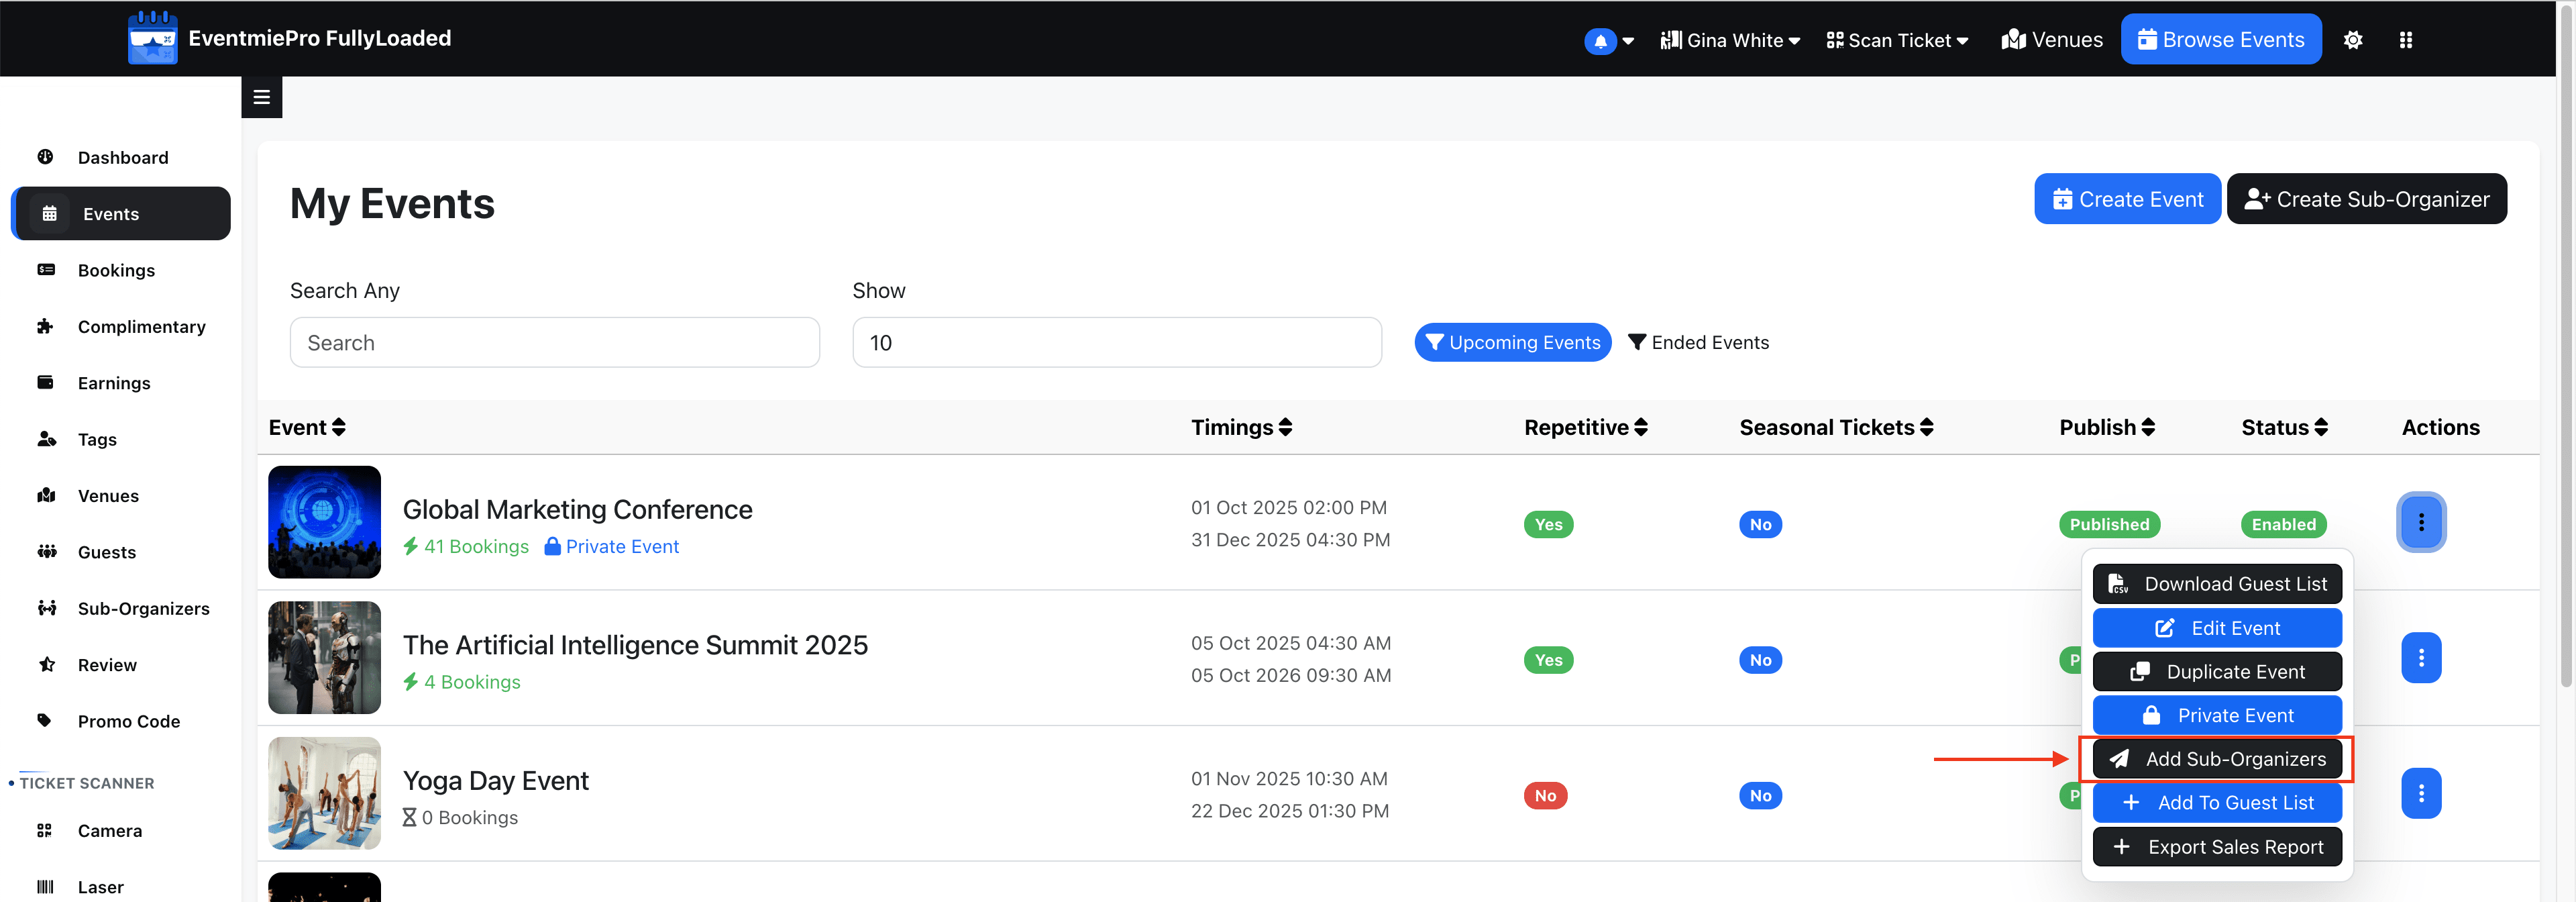 EventmiePro FullyLoaded
Gina White
Scan Ticket
Venues
Browse Events
Dashboard
Events
Bookings
Complimentary
Earnings
Tags
Venues
Guests
Sub-Organizers
Review
Promo Code
TICKET SCANNER
Camera
Laser
My Events
Create Event
Create Sub-Organizer
Search Any
Show
Search
10
Upcoming Events
Ended Events
Event Timings Repetitive Seasonal Tickets Publish Status Actions
Global Marketing Conference
41 Bookings Private Event
01 Oct 2025 02:00 PM
31 Dec 2025 04:30 PM
Yes
No
Published
Enabled
The Artificial Intelligence Summit 2025
4 Bookings
05 Oct 2025 04:30 AM
05 Oct 2026 09:30 AM
Yes
No
P
Yoga Day Event
0 Bookings
01 Nov 2025 10:30 AM
22 Dec 2025 01:30 PM
No
No
P
CSV Download Guest List
Edit Event
Duplicate Event
Private Event
Add Sub-Organizers
Add To Guest List
Export Sales Report